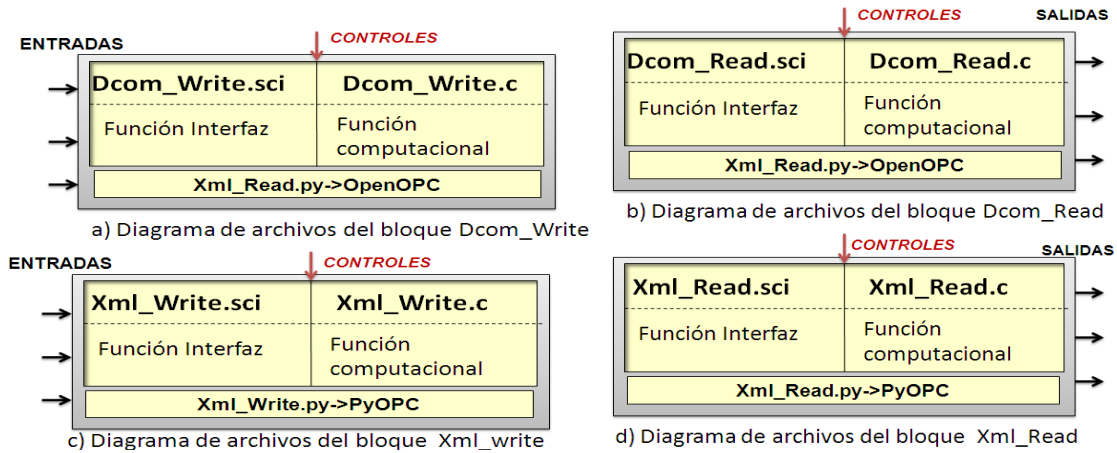 ENTRADAS
CONTROLES
Dcom_Write.sci
Dcom_Write.c
Función Interfaz
Función
computacional
Xml_Read.py->OpenOPC
a) Diagrama de archivos del bloque Dcom_Write
CONTROLES
SALIDAS
Dcom_Read.sci
Dcom_Read.c
Función Interfaz
Función
computacional
Xml_Read.py->OpenOPC
b) Diagrama de archivos del bloque Dcom_Read
ENTRADAS
CONTROLES
Xml_Write.sci
Xml_Write.c
Función Interfaz
Función
computacional
Xml_Write.py->PyOPC
c) Diagrama de archivos del bloque Xml_write
CONTROLES
SALIDAS
Xml_Read.sci
Xml_Read.c
Función Interfaz
Función
computacional
Xml_Read.py->PyOPC
d) Diagrama de archivos del bloque Xml_Read